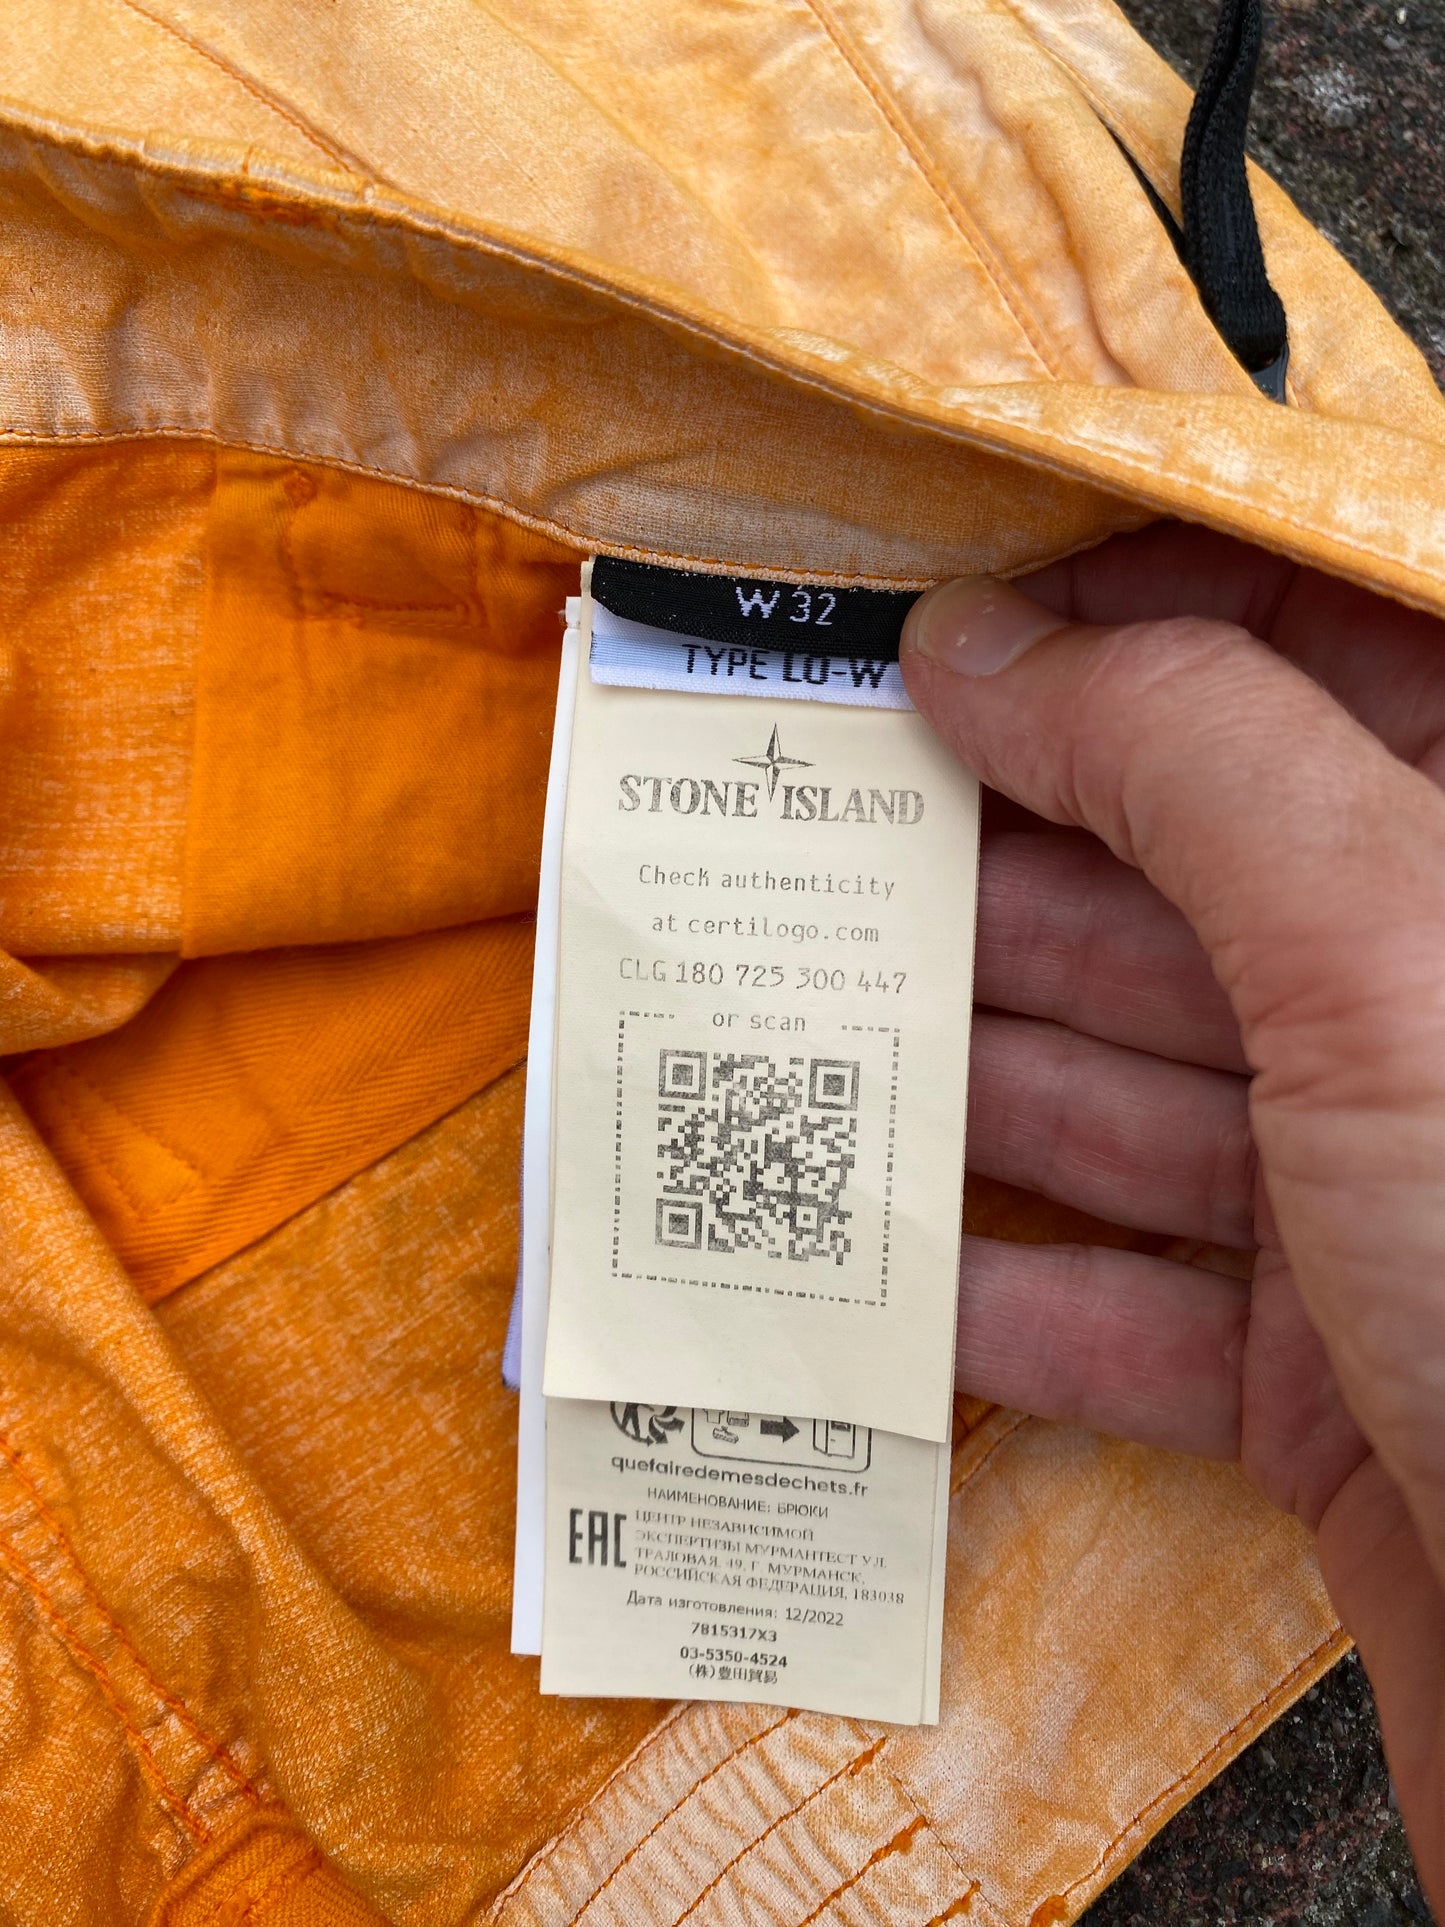 W 32
TYPE LO-W
STONE ISLAND
Check authenticity
at certilogo.com
CLG 180 725 300 447
or scan
quefairedemesdechets.fr
НАИМЕНОВАНИЕ: БРЮКИ
EAC
ЦЕНТР НЕЗАВИСИМОЙ
ЭКСПЕРТИЗЫ МУРМАНТЕСТ УЛ.
ТРАЛОВАЯ, 49, Г. МУРМАНСК,
РОССИЙСКАЯ ФЕДЕРАЦИЯ, 183038
Дата изготовления: 12/2022
7815317X3
03-5350-4524
(株)豊田貿易